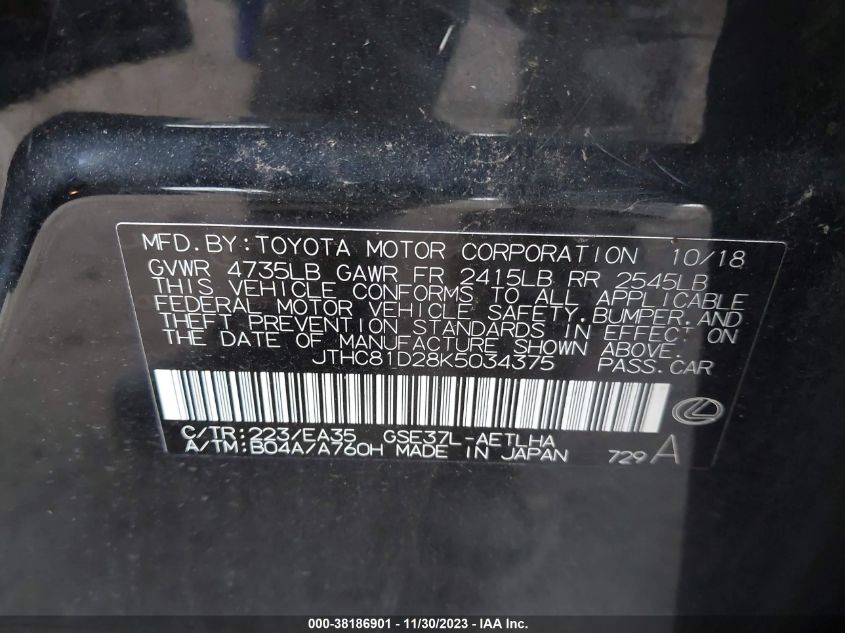 MFD.BY:TOYOTA MOTOR CORPORATION 10/18
GVWR 4735LB GAWR FR 2415LB RR 2545LB
THIS VEHICLE CONFORMS TO ALL APPLICABLE
FEDERAL MOTOR VEHICLE SAFETY,BUMPER,AND
THEFT PREVENTION STANDARDS IN EFFECT ON
THE DATE OF MANUFACTURE SHOWN ABOVE.
JTHC81D28K5034375 PASS.CAR
C/TR:223/EA35 GSE37L-AETLHA
A/TM:B04A/A760H MADE IN JAPAN 729A
000-38186901 - 11/30/2023 - IAA Inc.